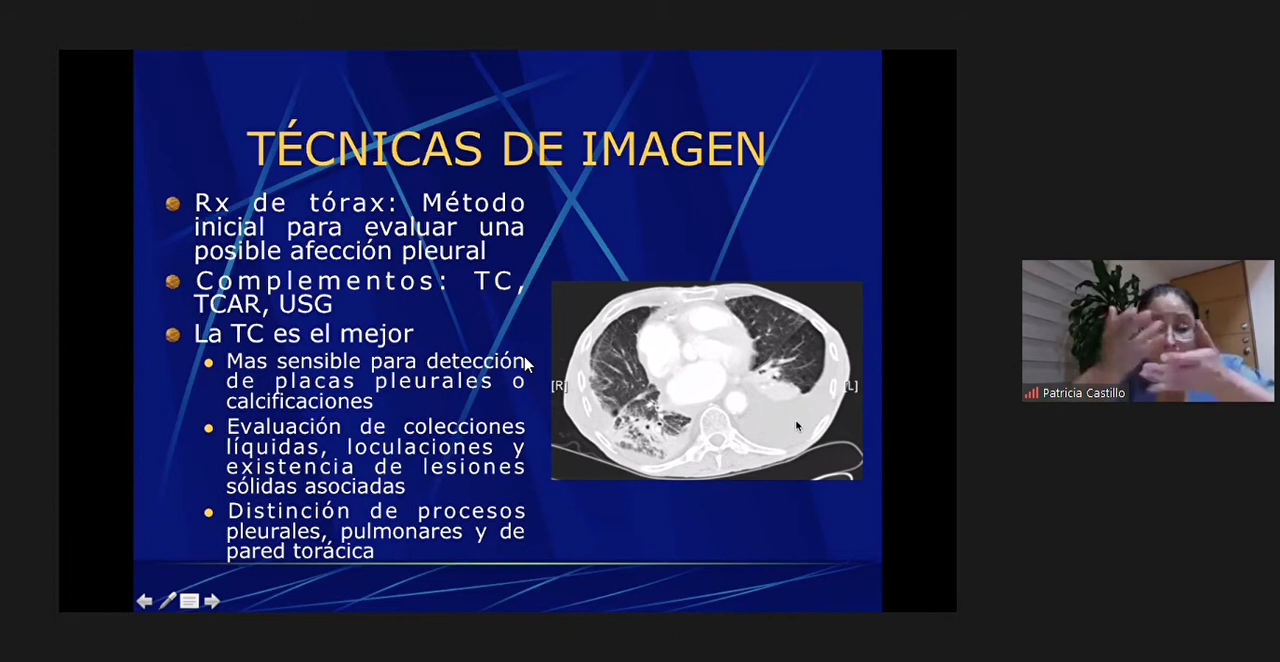 TÉCNICAS DE IMAGEN
Rx de tórax: Método
inicial para evaluar una
posible afección pleural
Complementos: TC,
TCAR, USG
La TC es el mejor
Mas sensible para detección
de placas pleurales o
calcificaciones
Evaluación de colecciones
líquidas, loculaciones y
existencia de lesiones
sólidas asociadas
Distinción de procesos
pleurales, pulmonares y de
pared torácica
[R]
[L]
Patricia Castillo